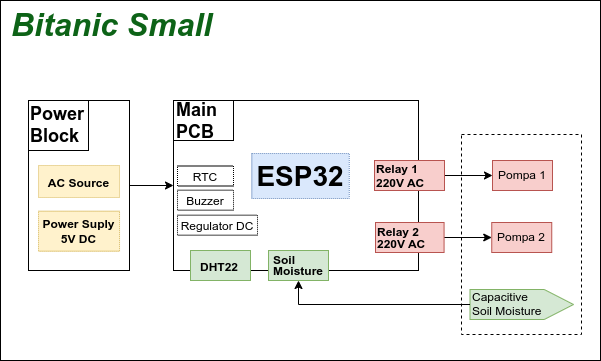 Bitanic Small
Power
Block
AC Source
Power Suply
5V DC
Main
PCB
RTC
Buzzer
Regulator DC
ESP32
DHT22
Soil
Moisture
Relay 1
220V AC
Relay 2
220V AC
Pompa 1
Pompa 2
Capacitive
Soil Moisture